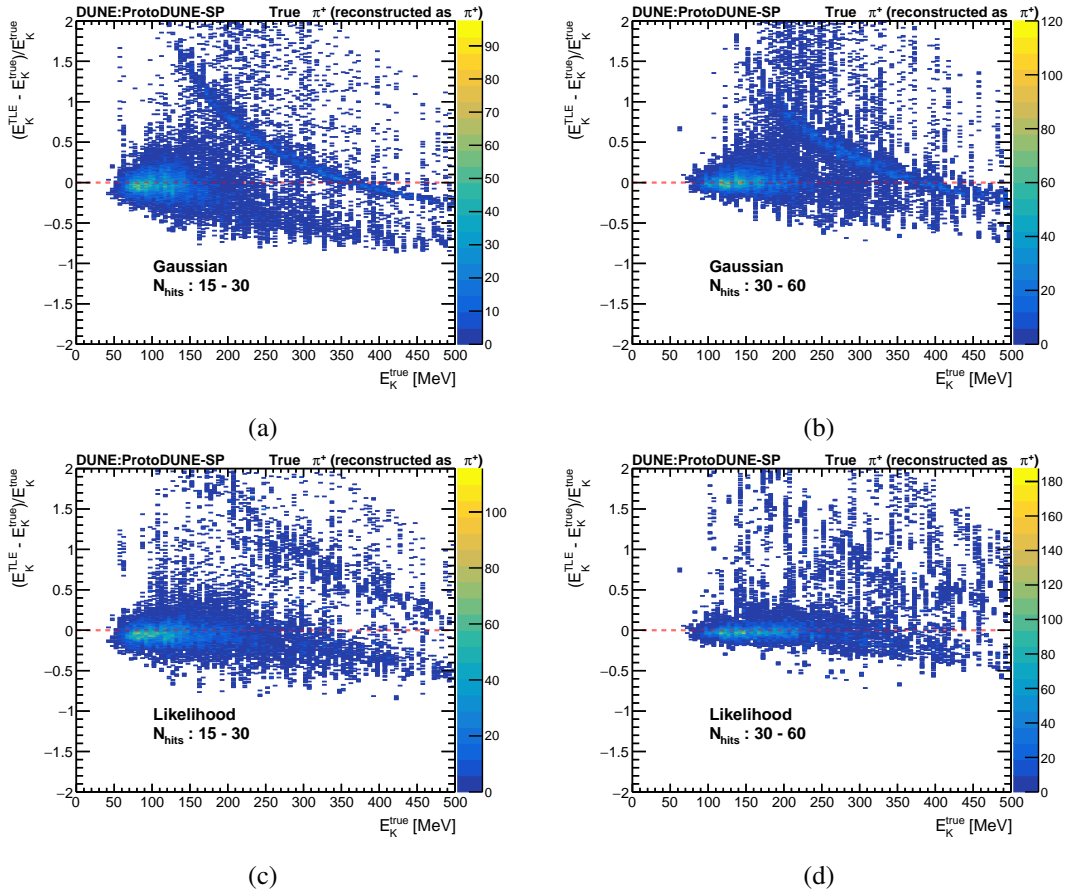 DUNE:ProtoDUNE-SP True π⁺ (reconstructed as π⁺)
(E_K^TLE - E_K^true)/E_K^true
2
1.5
1
0.5
0
−0.5
−1
−1.5
−2
Gaussian
N_hits : 15 - 30
0 50 100 150 200 250 300 350 400 450 500
E_K^true [MeV]
90
80
70
60
50
40
30
20
10
0
(a)
DUNE:ProtoDUNE-SP True π⁺ (reconstructed as π⁺)
(E_K^TLE - E_K^true)/E_K^true
2
1.5
1
0.5
0
−0.5
−1
−1.5
−2
Gaussian
N_hits : 30 - 60
0 50 100 150 200 250 300 350 400 450 500
E_K^true [MeV]
120
100
80
60
40
20
0
(b)
DUNE:ProtoDUNE-SP True π⁺ (reconstructed as π⁺)
(E_K^TLE - E_K^true)/E_K^true
2
1.5
1
0.5
0
−0.5
−1
−1.5
−2
Likelihood
N_hits : 15 - 30
0 50 100 150 200 250 300 350 400 450 500
E_K^true [MeV]
100
80
60
40
20
0
(c)
DUNE:ProtoDUNE-SP True π⁺ (reconstructed as π⁺)
(E_K^TLE - E_K^true)/E_K^true
2
1.5
1
0.5
0
−0.5
−1
−1.5
−2
Likelihood
N_hits : 30 - 60
0 50 100 150 200 250 300 350 400 450 500
E_K^true [MeV]
180
160
140
120
100
80
60
40
20
0
(d)